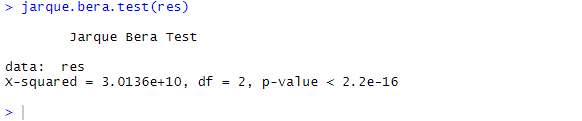 > jarque.bera.test(res)
Jarque Bera Test
data:  res
X-squared = 3.0136e+10, df = 2, p-value < 2.2e-16
>